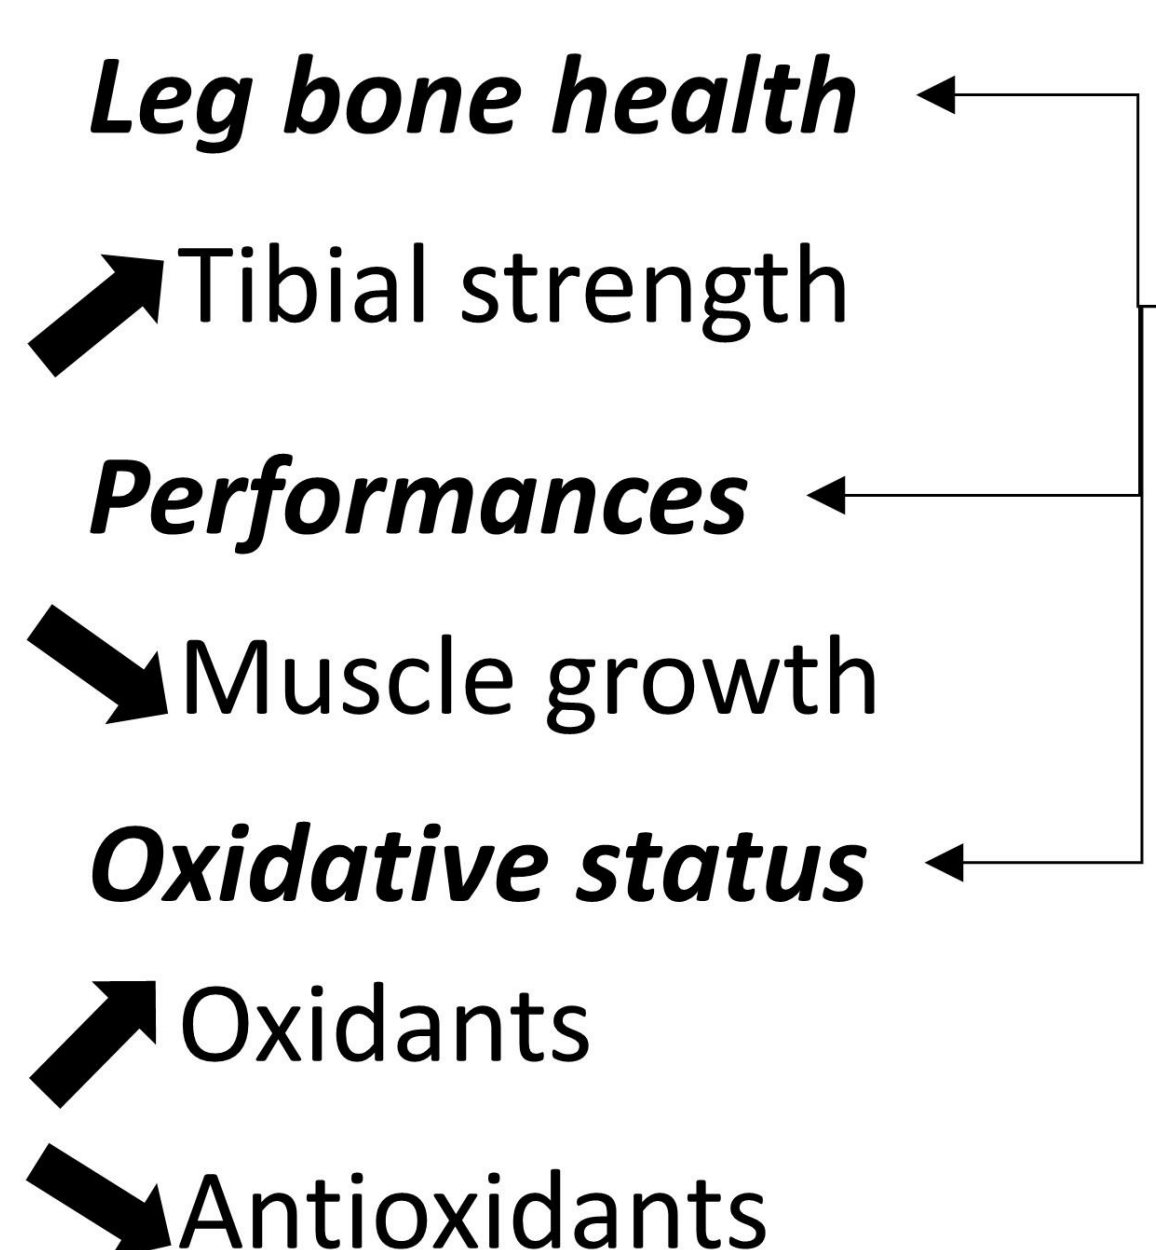 Leg bone health
Tibial strength
Performances
Muscle growth
Oxidative status
Oxidants
Antioxidants